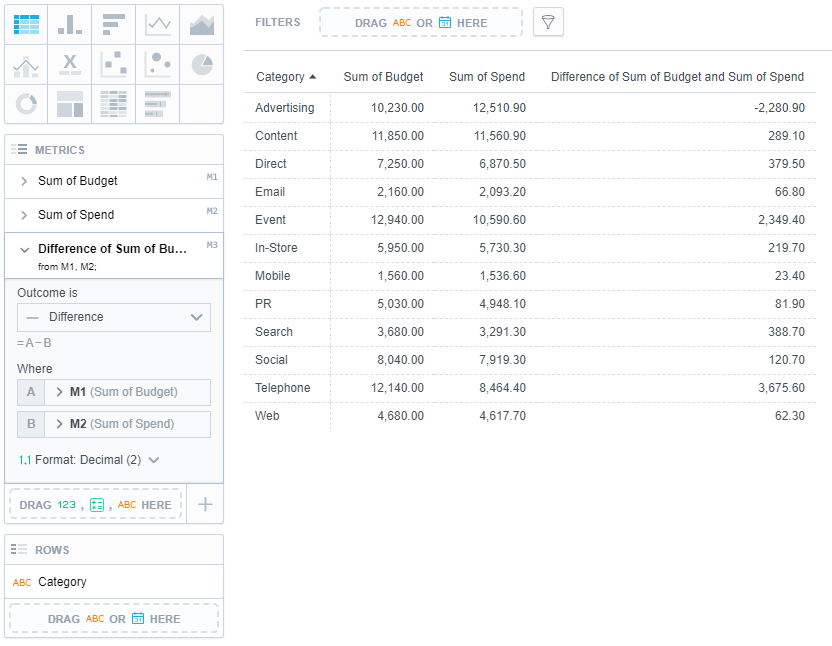 METRICS
Sum of Budget M1
Sum of Spend M2
Difference of Sum of Bu... M3
from M1, M2;
Outcome is
Difference
=A−B
Where
A M1 (Sum of Budget)
B M2 (Sum of Spend)
1.1 Format: Decimal (2)
DRAG 123 , , ABC HERE
ROWS
ABC Category
DRAG ABC OR HERE
FILTERS DRAG ABC OR HERE
Category Sum of Budget Sum of Spend Difference of Sum of Budget and Sum of Spend
Advertising 10,230.00 12,510.90 -2,280.90
Content 11,850.00 11,560.90 289.10
Direct 7,250.00 6,870.50 379.50
Email 2,160.00 2,093.20 66.80
Event 12,940.00 10,590.60 2,349.40
In-Store 5,950.00 5,730.30 219.70
Mobile 1,560.00 1,536.60 23.40
PR 5,030.00 4,948.10 81.90
Search 3,680.00 3,291.30 388.70
Social 8,040.00 7,919.30 120.70
Telephone 12,140.00 8,464.40 3,675.60
Web 4,680.00 4,617.70 62.30